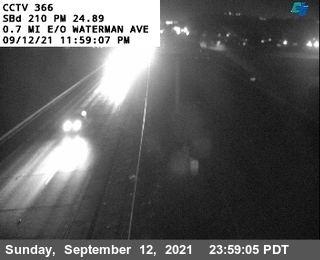 CCTV 366
SBd 210 PM 24.89
0.7 MI E/O WATERMAN AVE
09/12/21 11:59:07 PM
Sunday, September 12, 2021 23:59:05 PDT